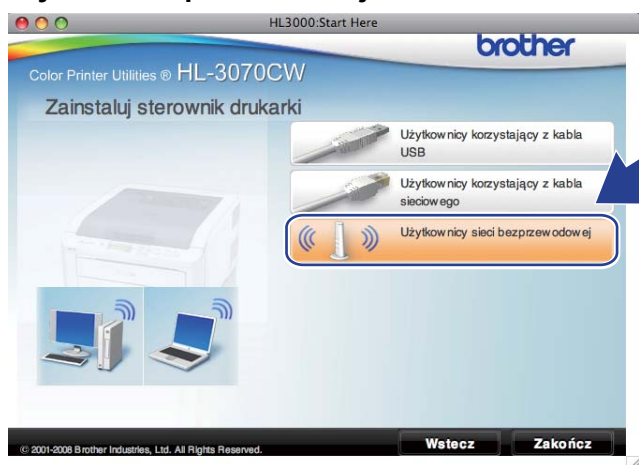 HL3000:Start Here
brother
Color Printer Utilities ® HL-3070CW
Zainstaluj sterownik drukarki
Użytkownicy korzystający z kabla
USB
Użytkownicy korzystający z kabla
sieciowego
Użytkownicy sieci bezprzewodowej
© 2001-2008 Brother Industries, Ltd. All Rights Reserved.
Wstecz Zakończ